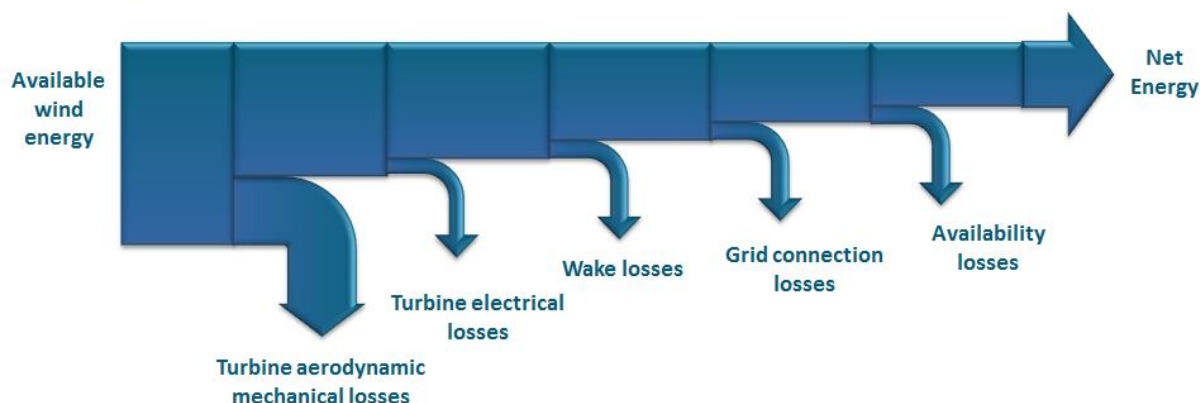 Available
wind
energy
Net
Energy
Turbine aerodynamic
mechanical losses
Turbine electrical
losses
Wake losses
Grid connection
losses
Availability
losses